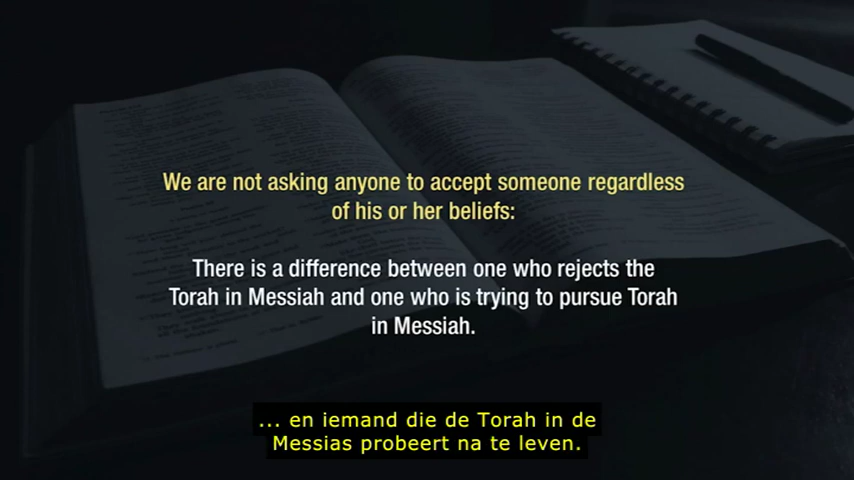 We are not asking anyone to accept someone regardless
of his or her beliefs:
There is a difference between one who rejects the
Torah in Messiah and one who is trying to pursue Torah
in Messiah.
... en iemand die de Torah in de
Messias probeert na te leven.